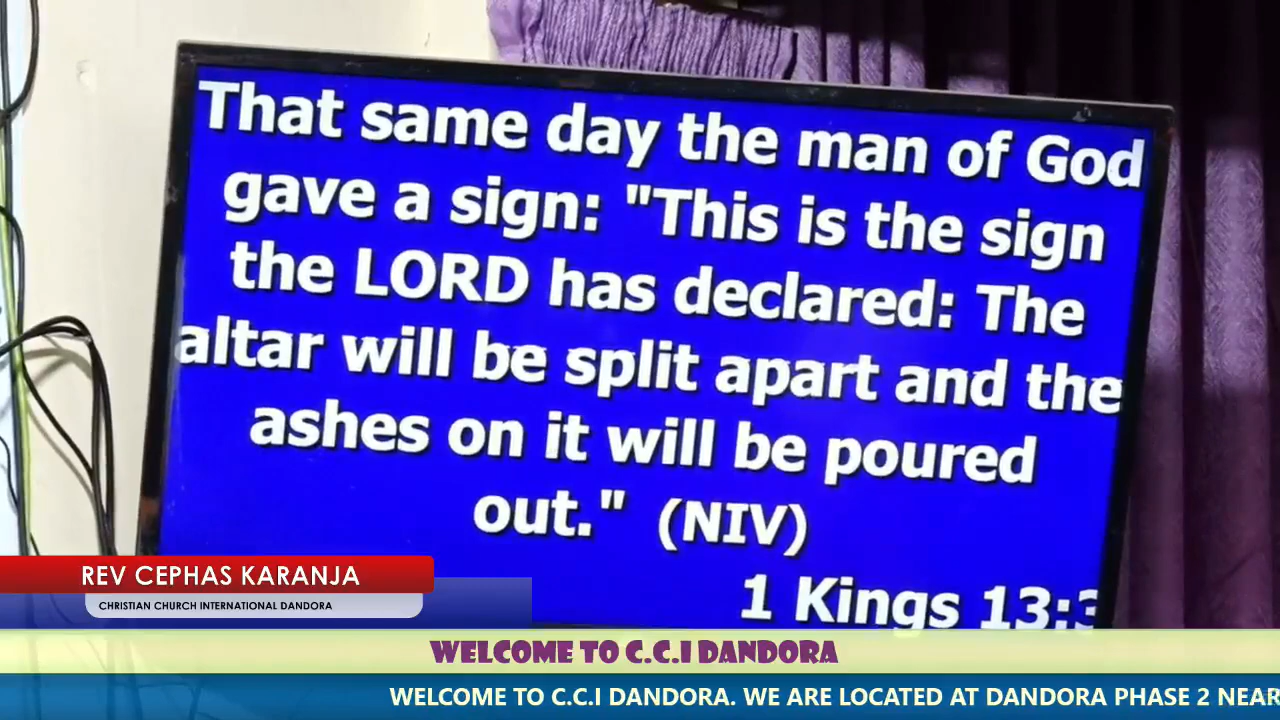 That same day the man of God
gave a sign: "This is the sign
the LORD has declared: The
altar will be split apart and the
ashes on it will be poured
out." (NIV)
1 Kings 13:3
REV CEPHAS KARANJA
CHRISTIAN CHURCH INTERNATIONAL DANDORA
WELCOME TO C.C.I DANDORA
WELCOME TO C.C.I DANDORA. WE ARE LOCATED AT DANDORA PHASE 2 NEAR